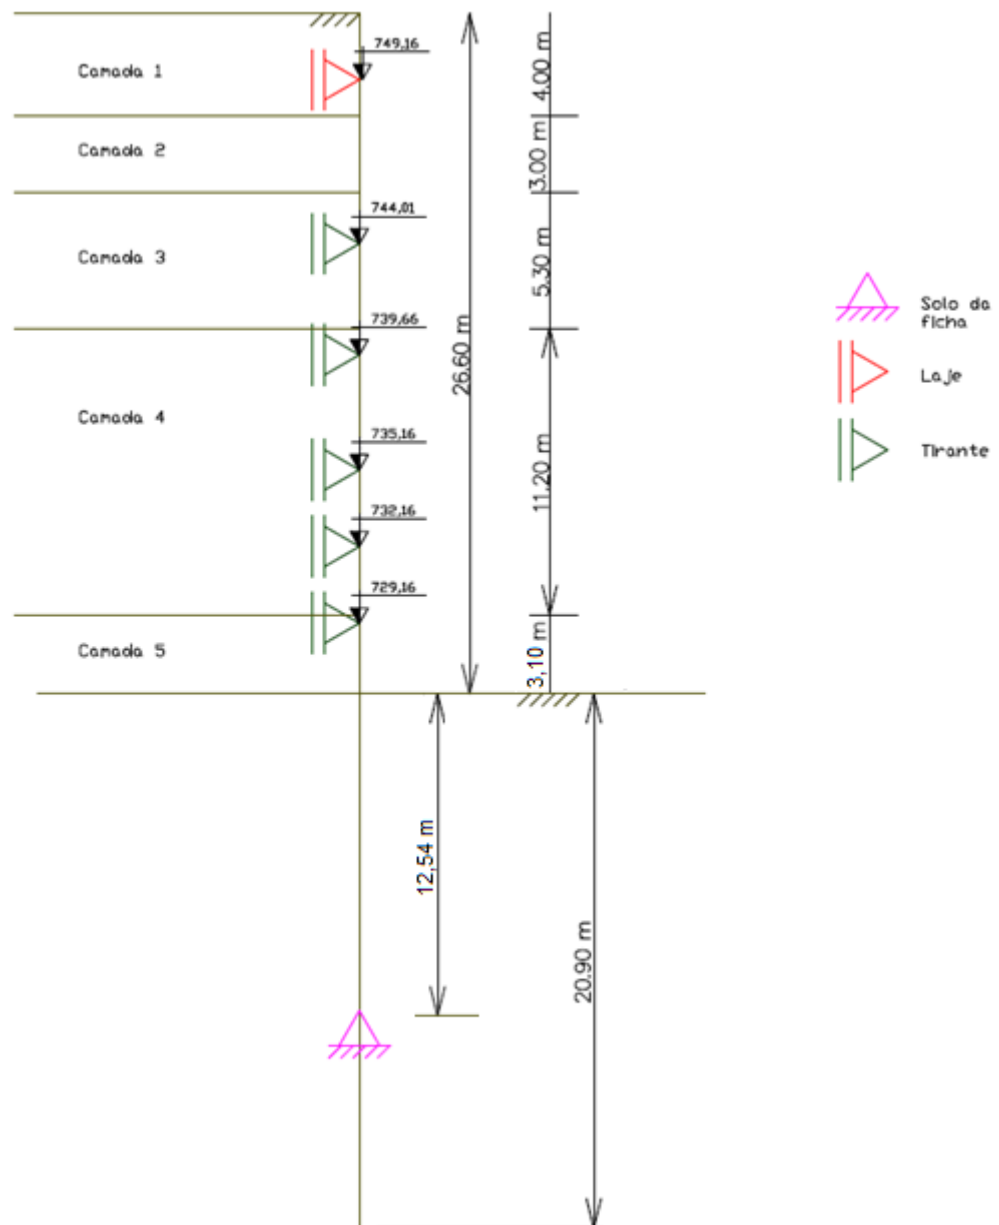 749,16
Camada 1
4.00 m
Camada 2
3.00 m
744,01
Camada 3
5.30 m
739,66
26.60 m
Camada 4
735,16
11.20 m
732,16
729,16
Camada 5
3,10 m
12,54 m
20.90 m
Solo da
ficha
Laje
Tirante